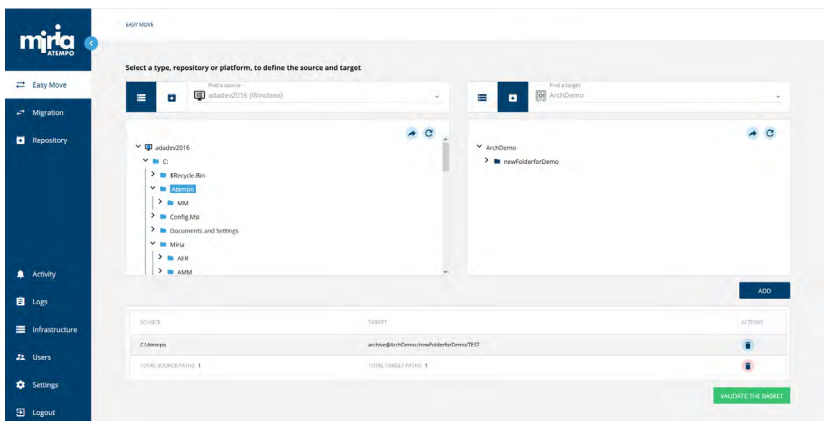 miria
ATEMPO
EASY MOVE
Select a type, repository or platform, to define the source and target
Easy Move
Migration
Repository
Activity
Logs
Infrastructure
Users
Settings
Logout
Find a source
adadev2016 (Windows)
Find a target
ArchDemo
adadev2016
C:
$Recycle.Bin
Atempo
MM
Config.Msi
Documents and Settings
Miria
AER
AMM
ArchDemo
newFolderforDemo
ADD
SOURCE TARGET ACTIONS
C:\Atempo archive@ArchDemo:/newFolderforDemo/TEST
TOTAL SOURCE PATHS 1 TOTAL TARGET PATHS 1
VALIDATE THE BASKET